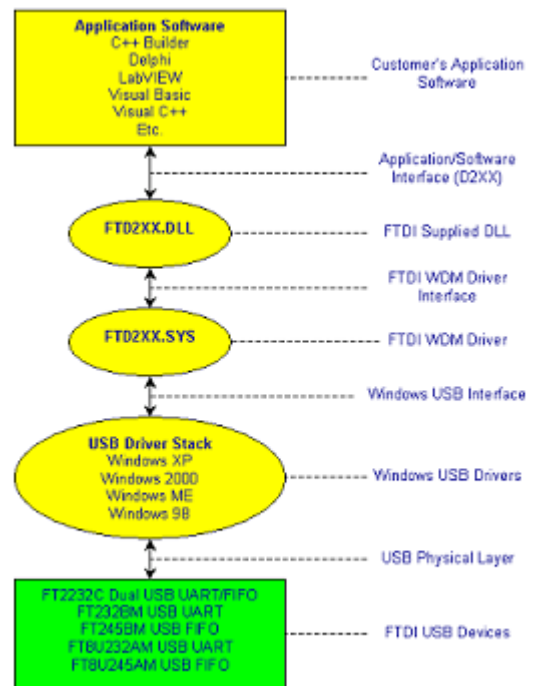 Application Software
C++ Builder
Delphi
LabVIEW
Visual Basic
Visual C++
Etc.
Customer's Application
Software
Application/Software
Interface (D2XX)
FTD2XX.DLL
FTDI Supplied DLL
FTDI WDM Driver
Interface
FTD2XX.SYS
FTDI WDM Driver
Windows USB Interface
USB Driver Stack
Windows XP
Windows 2000
Windows ME
Windows 98
Windows USB Drivers
USB Physical Layer
FT2232C Dual USB UART/FIFO
FT232BM USB UART
FT245BM USB FIFO
FT8U232AM USB UART
FT8U245AM USB FIFO
FTDI USB Devices